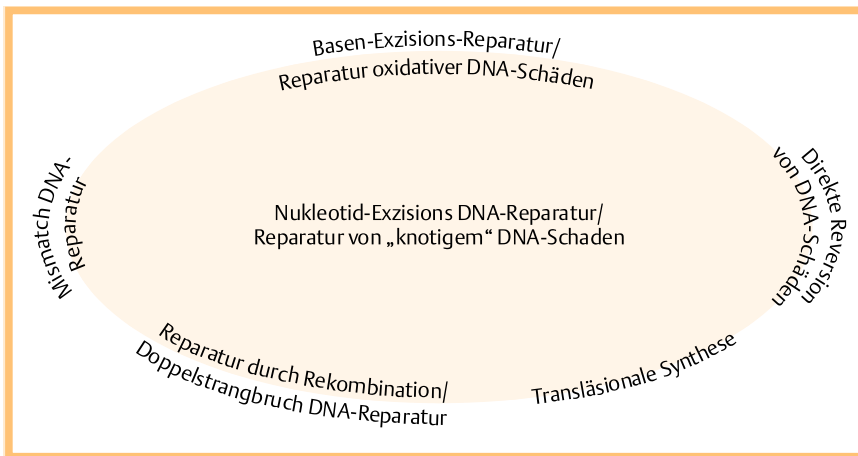 Basen-Exzisions-Reparatur/
Reparatur oxidativer DNA-Schäden
Mismatch DNA-
Reparatur
Direkte Reversion
von DNA-Schäden
Nukleotid-Exzisions DNA-Reparatur/
Reparatur von „knotigem“ DNA-Schaden
Reparatur durch Rekombination/
Doppelstrangbruch DNA-Reparatur
Transläsionale Synthese